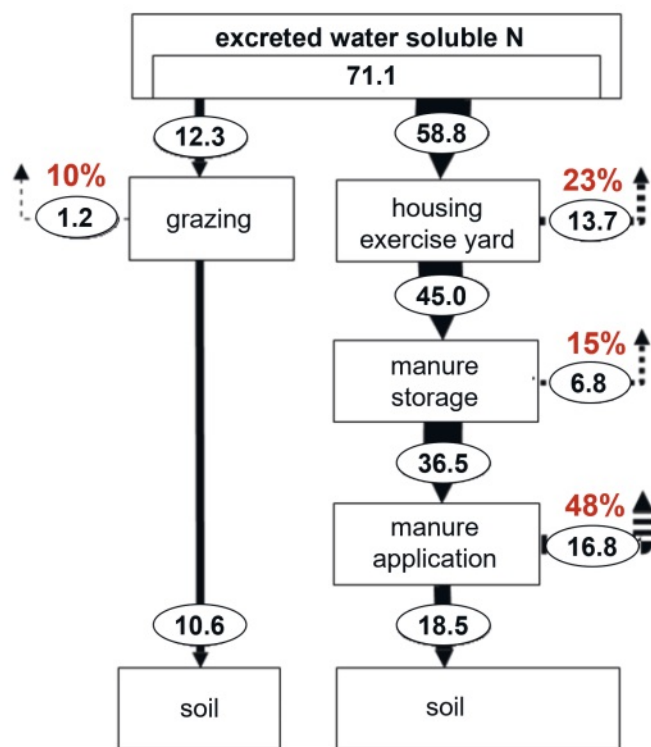 excreted water soluble N
71.1
12.3
58.8
10%
23%
1.2
grazing
housing
exercise yard
13.7
45.0
15%
manure
storage
6.8
36.5
48%
manure
application
16.8
10.6
18.5
soil
soil